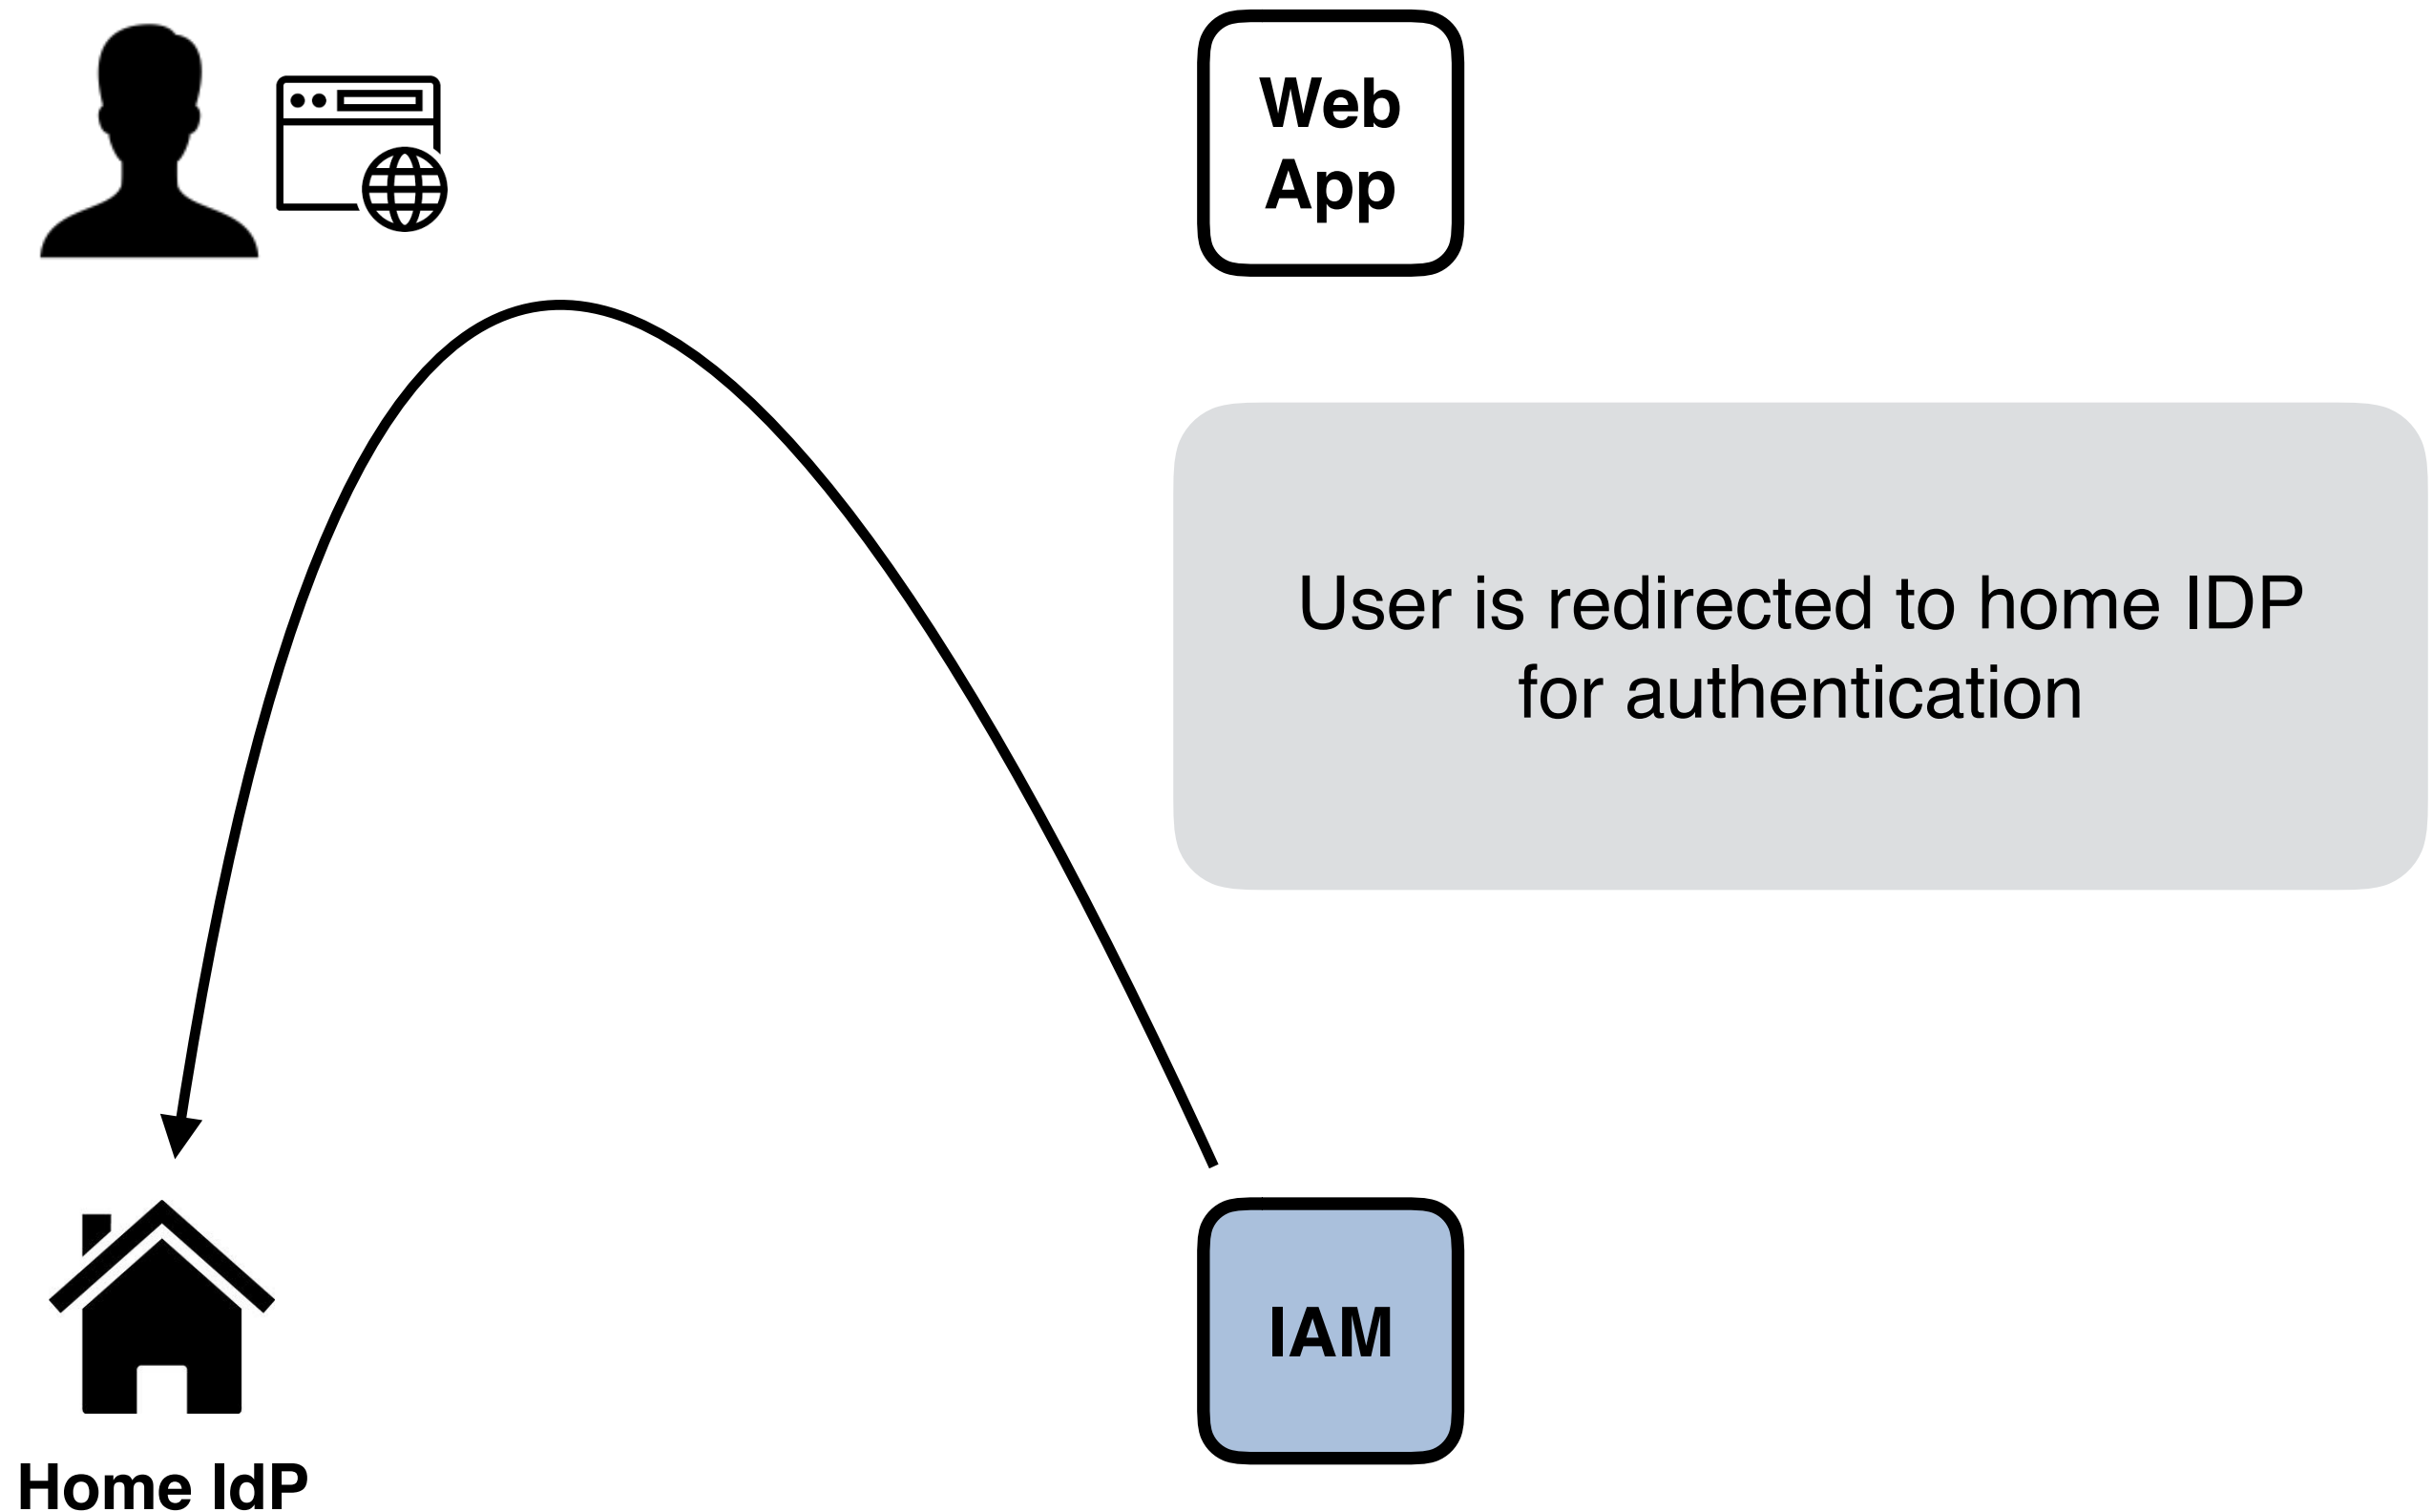 Web
App
User is redirected to home IDP
for authentication
IAM
Home IdP